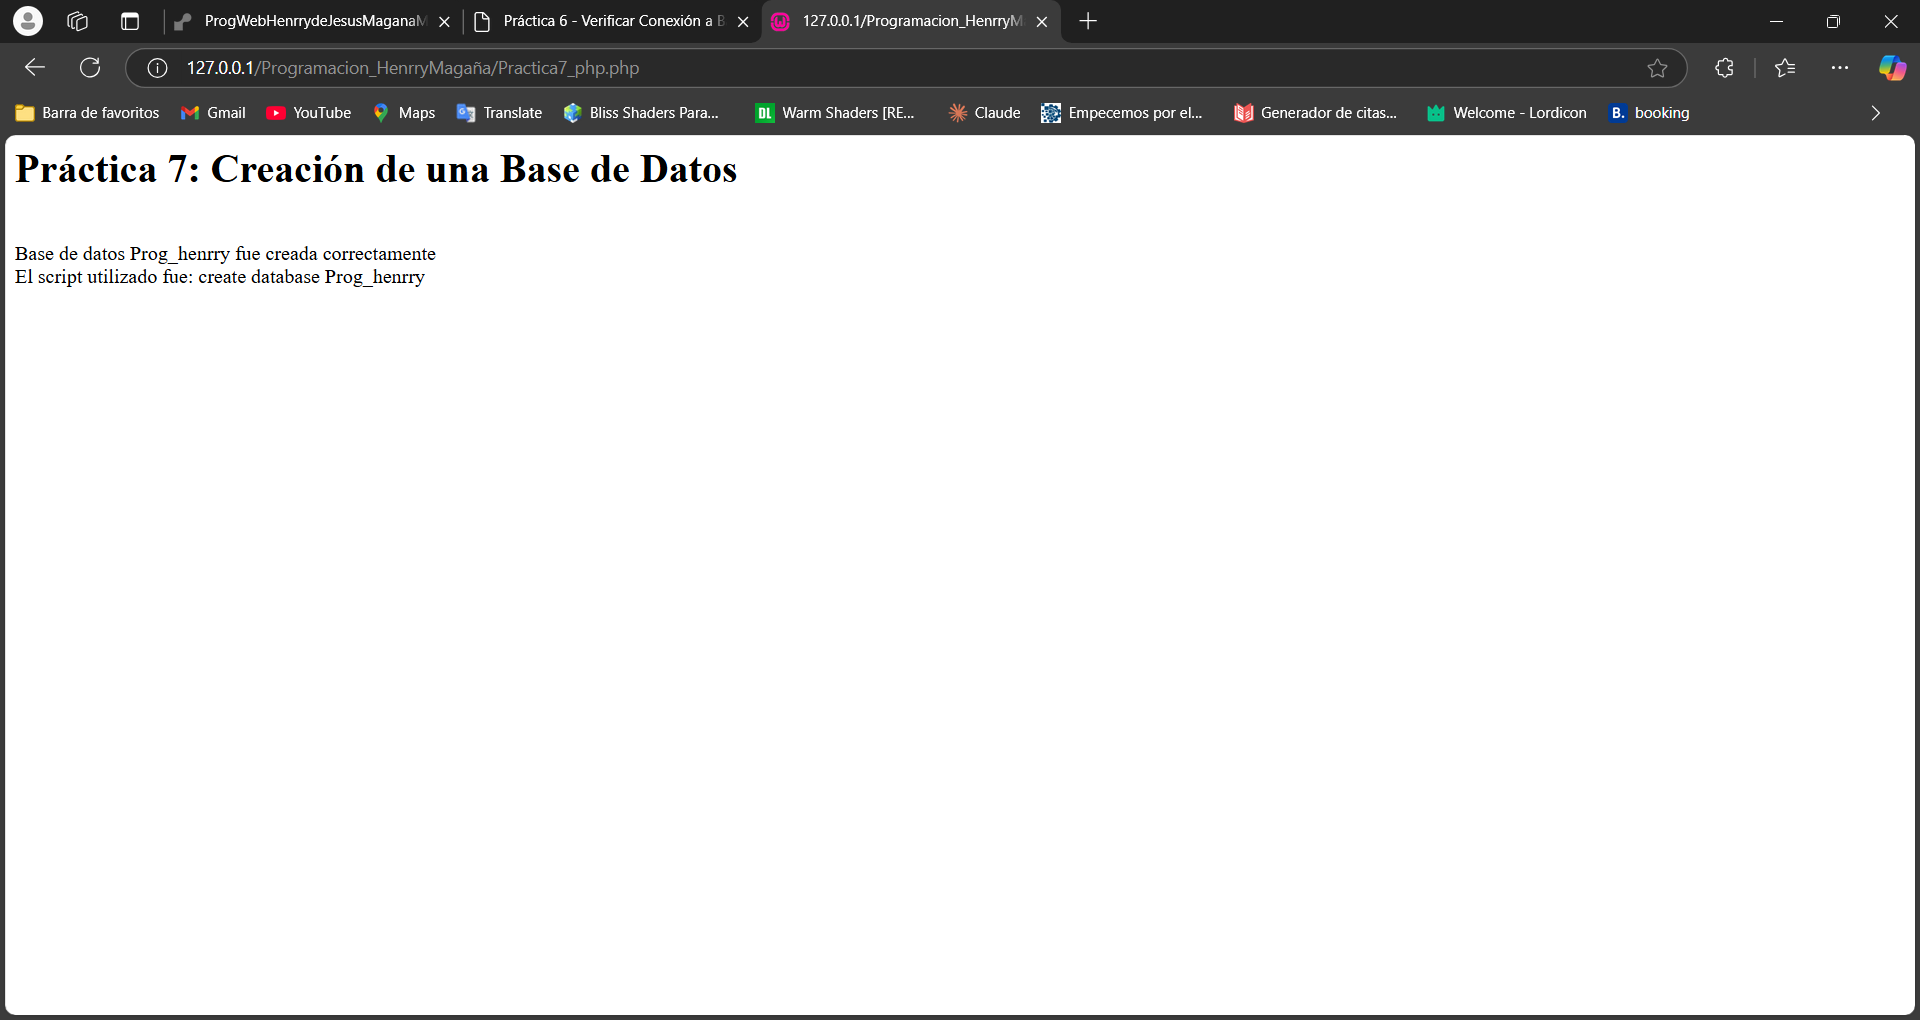 ProgWebHenrrydeJesusMaganaM
Práctica 6 - Verificar Conexión a B
127.0.0.1/Programacion_HenrryM
127.0.0.1/Programacion_HenrryMagaña/Practica7_php.php
Barra de favoritos
Gmail
YouTube
Maps
Translate
Bliss Shaders Para...
DL
Warm Shaders [RE...
Claude
Empecemos por el...
Generador de citas...
Welcome - Lordicon
B.
booking
Práctica 7: Creación de una Base de Datos
Base de datos Prog_henrry fue creada correctamente
El script utilizado fue: create database Prog_henrry